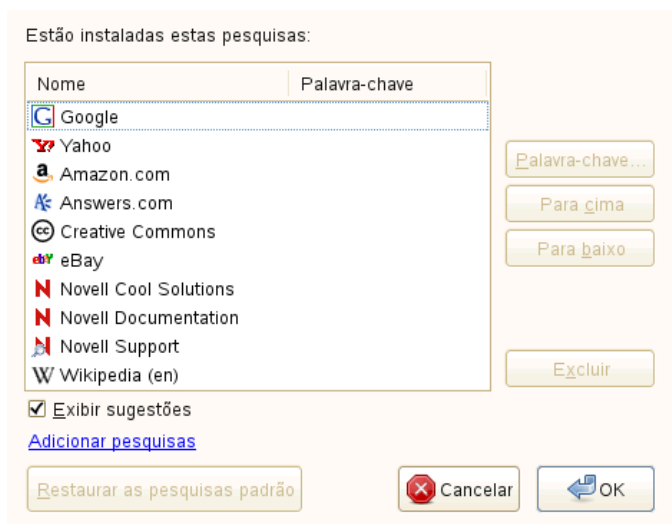 Estão instaladas estas pesquisas:
Nome Palavra-chave
Google
Yahoo
Amazon.com
Answers.com
Creative Commons
eBay
Novell Cool Solutions
Novell Documentation
Novell Support
Wikipedia (en)
Palavra-chave...
Para cima
Para baixo
Excluir
Exibir sugestões
Adicionar pesquisas
Restaurar as pesquisas padrão Cancelar OK